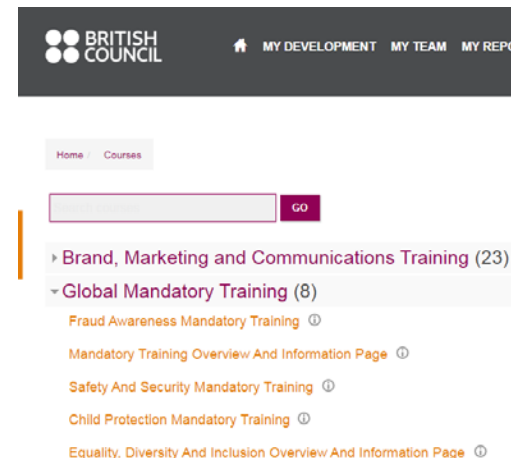 BRITISH
COUNCIL
MY DEVELOPMENT MY TEAM MY REPO
Home / Courses
GO
Brand, Marketing and Communications Training (23)
Global Mandatory Training (8)
Fraud Awareness Mandatory Training
Mandatory Training Overview And Information Page
Safety And Security Mandatory Training
Child Protection Mandatory Training
Equality, Diversity And Inclusion Overview And Information Page